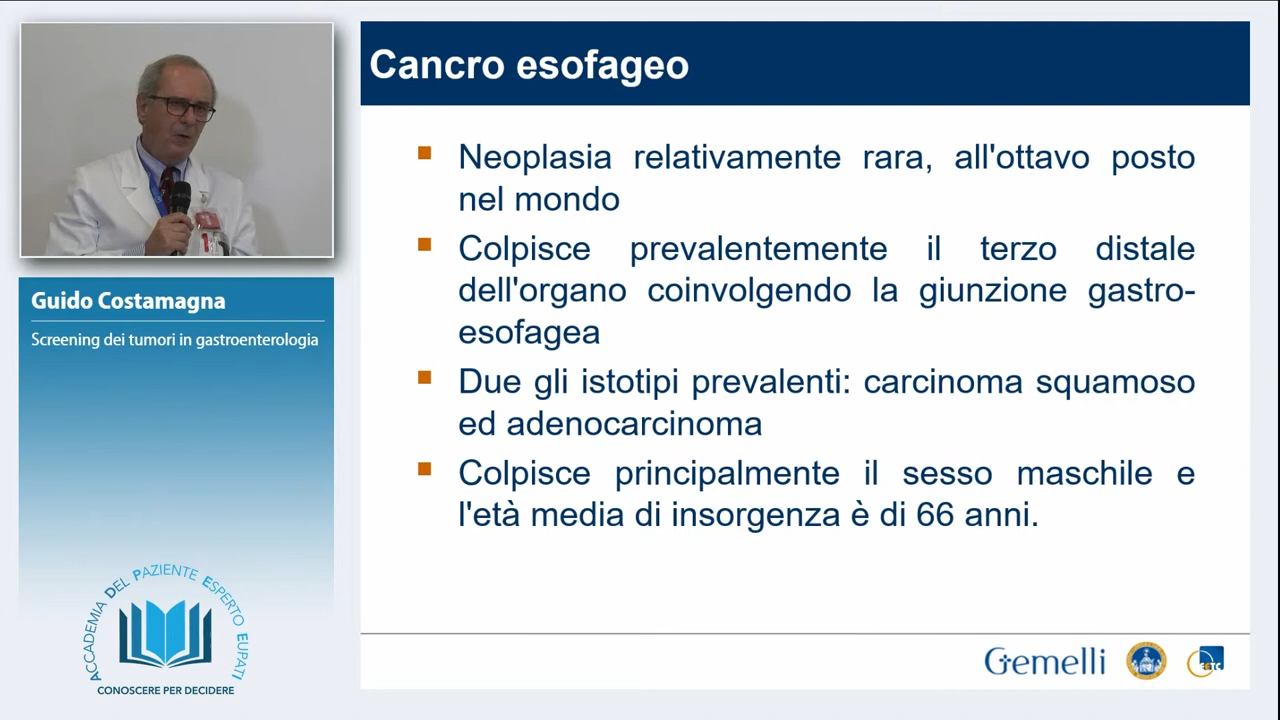 Cancro esofageo
Neoplasia relativamente rara, all'ottavo posto
nel mondo
Colpisce prevalentemente il terzo distale
dell'organo coinvolgendo la giunzione gastro-
esofagea
Due gli istotipi prevalenti: carcinoma squamoso
ed adenocarcinoma
Colpisce principalmente il sesso maschile e
l'età media di insorgenza è di 66 anni.
Guido Costamagna
Screening dei tumori in gastroenterologia
ACCADEMIA DEL PAZIENTE ESPERTO EUPATI
CONOSCERE PER DECIDERE
Gemelli